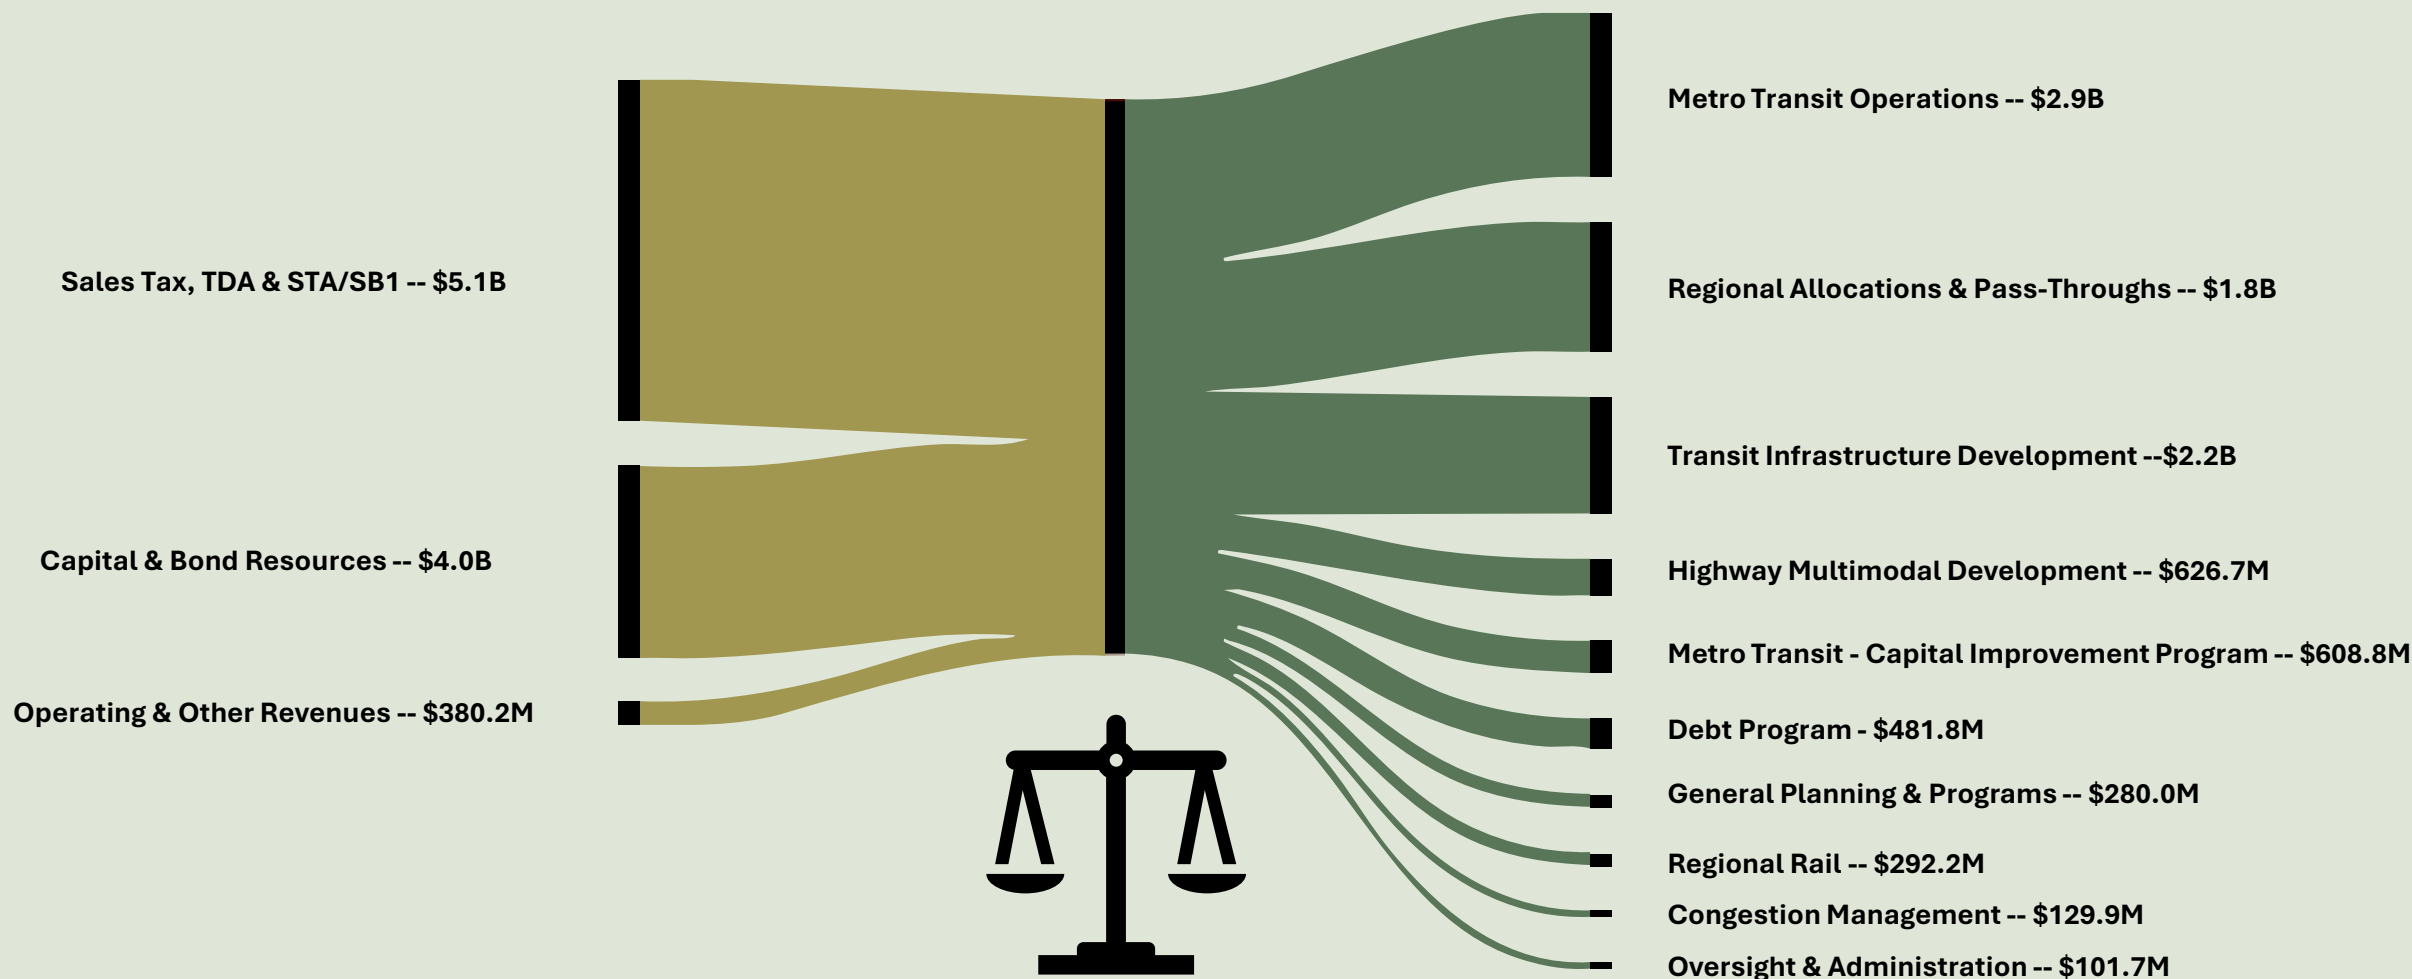 Sales Tax, TDA & STA/SB1 -- $5.1B
Capital & Bond Resources -- $4.0B
Operating & Other Revenues -- $380.2M
Metro Transit Operations -- $2.9B
Regional Allocations & Pass-Throughs -- $1.8B
Transit Infrastructure Development --$2.2B
Highway Multimodal Development -- $626.7M
Metro Transit - Capital Improvement Program -- $608.8M
Debt Program - $481.8M
General Planning & Programs -- $280.0M
Regional Rail -- $292.2M
Congestion Management -- $129.9M
Oversight & Administration -- $101.7M